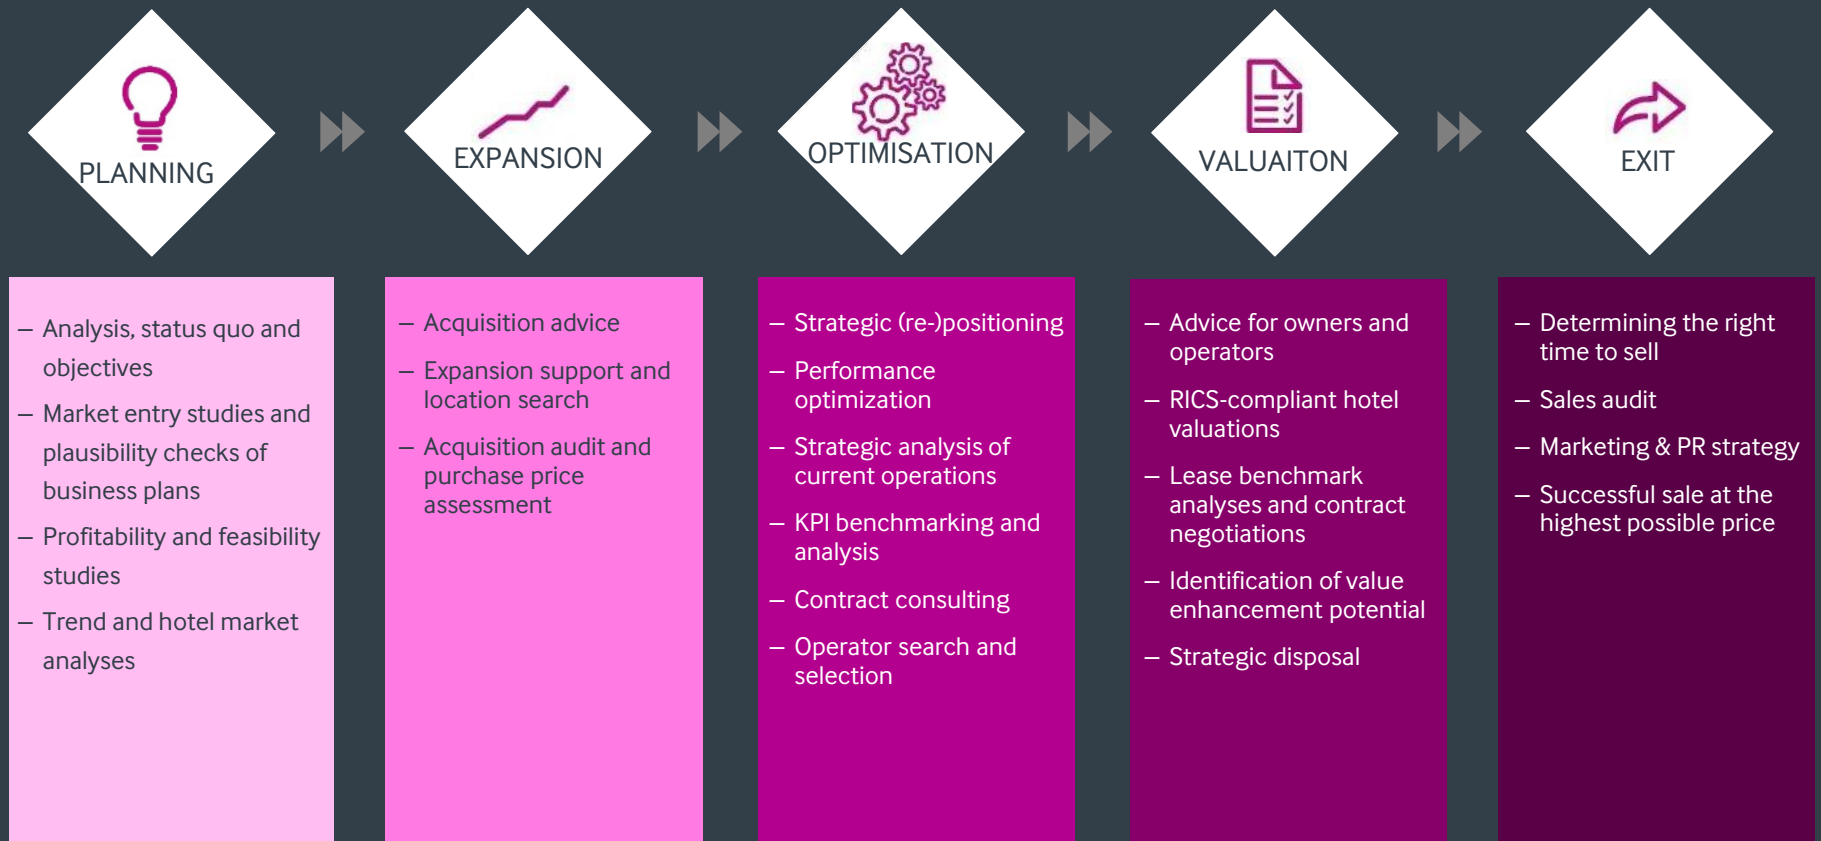 PLANNING
EXPANSION
OPTIMISATION
VALUAITON
EXIT
– Analysis, status quo and
objectives
– Market entry studies and
plausibility checks of
business plans
– Profitability and feasibility
studies
– Trend and hotel market
analyses
– Acquisition advice
– Expansion support and
location search
– Acquisition audit and
purchase price
assessment
– Strategic (re-)positioning
– Performance
optimization
– Strategic analysis of
current operations
– KPI benchmarking and
analysis
– Contract consulting
– Operator search and
selection
– Advice for owners and
operators
– RICS-compliant hotel
valuations
– Lease benchmark
analyses and contract
negotiations
– Identification of value
enhancement potential
– Strategic disposal
– Determining the right
time to sell
– Sales audit
– Marketing & PR strategy
– Successful sale at the
highest possible price